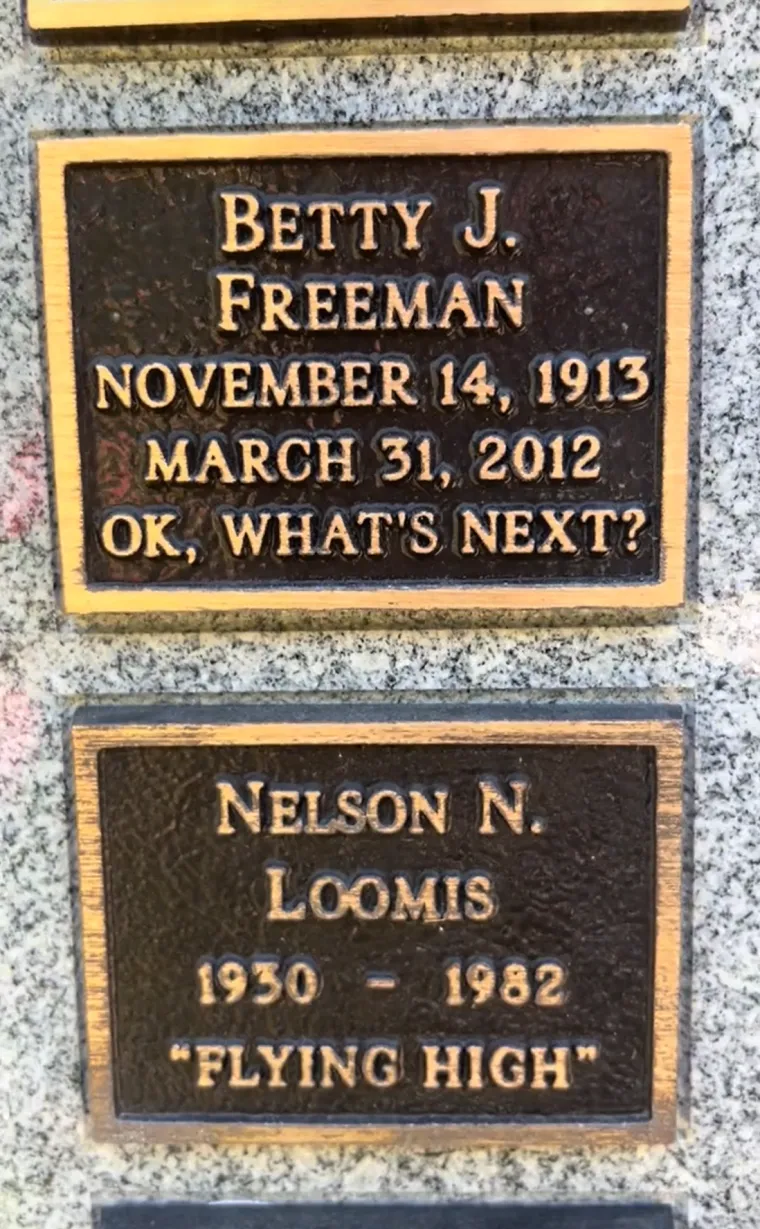 BETTY J.
FREEMAN
NOVEMBER 14, 1913
MARCH 31, 2012
OK, WHAT'S NEXT?
NELSON N.
LOOMIS
1930 - 1982
"FLYING HIGH"